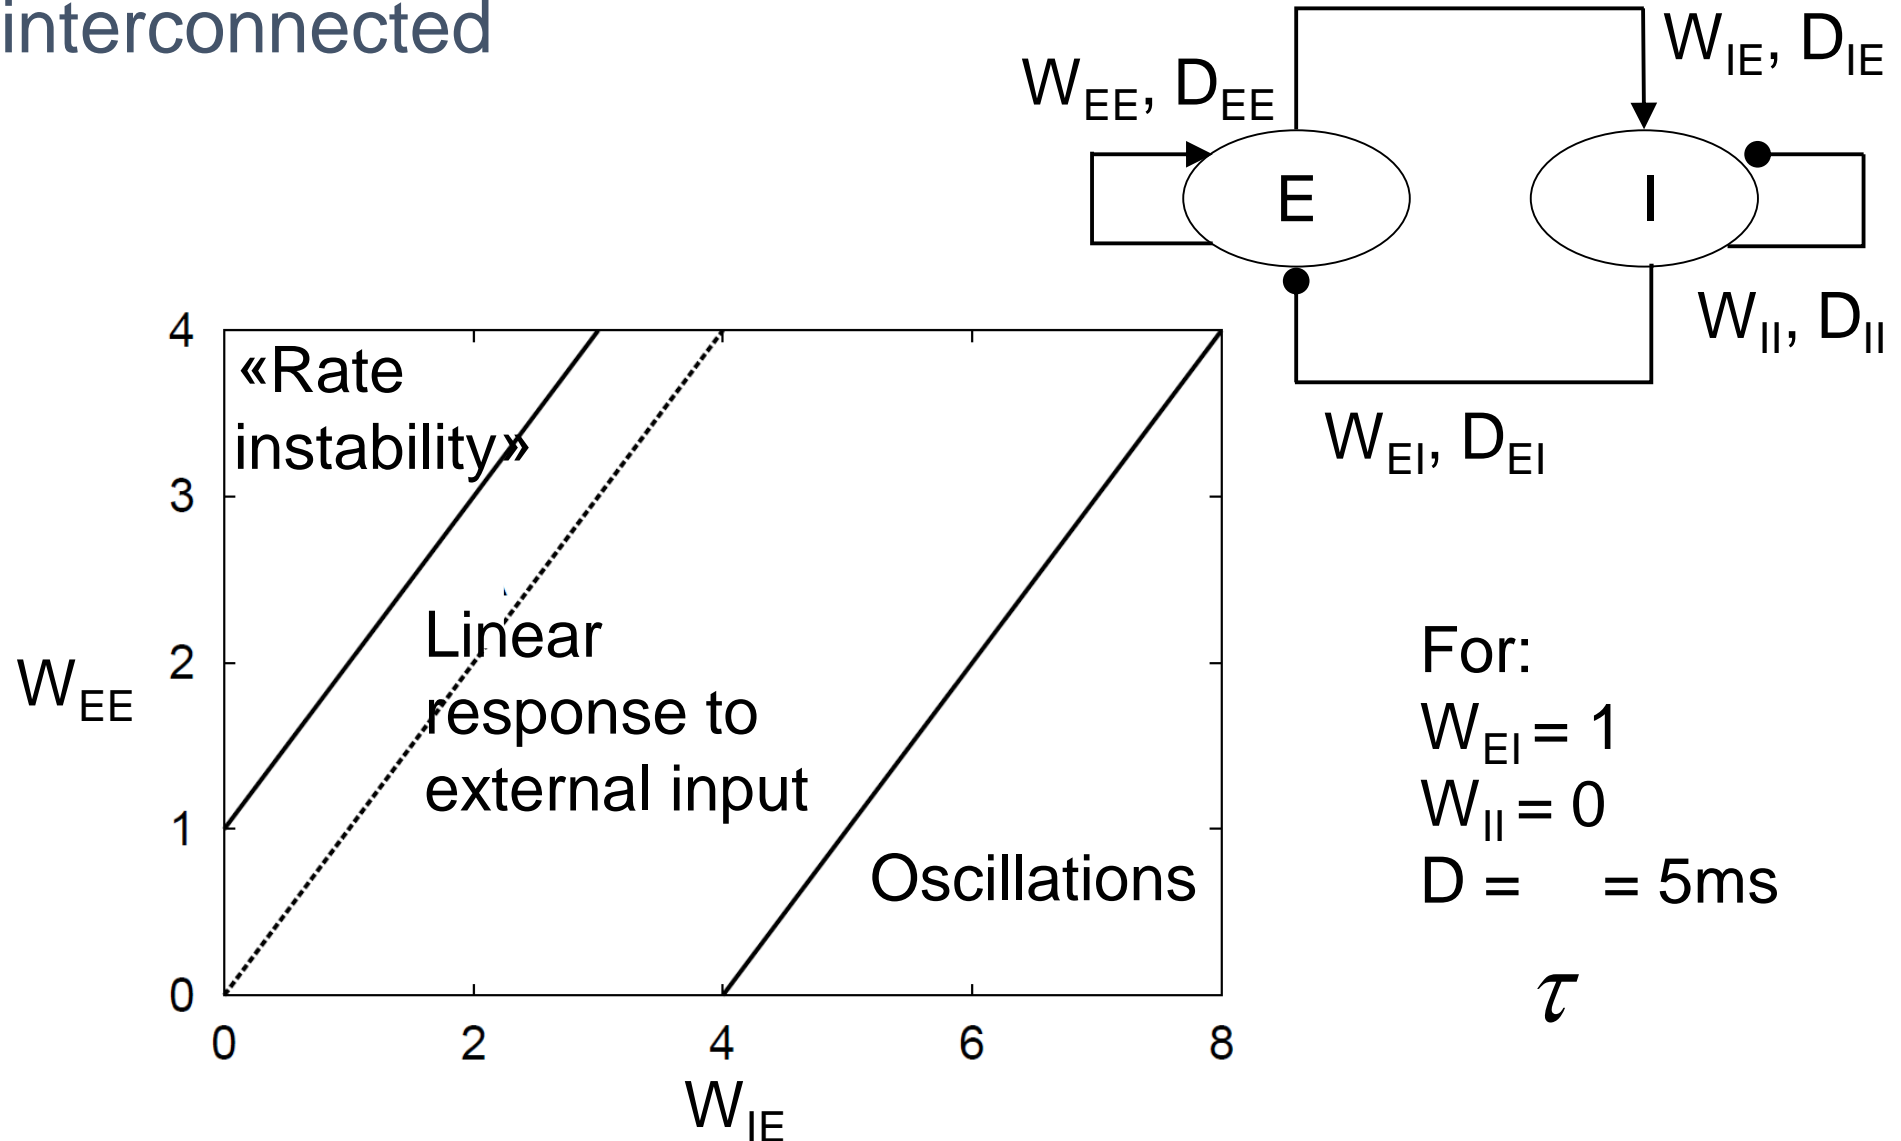 interconnected
W_IE, D_IE
W_EE, D_EE
E
I
W_II, D_II
W_EI, D_EI
4
3
2
1
0
«Rate
instability»
Linear
response to
external input
Oscillations
W_EE
0
2
4
6
8
W_IE
For:
W_EI = 1
W_II = 0
D = = 5ms
τ